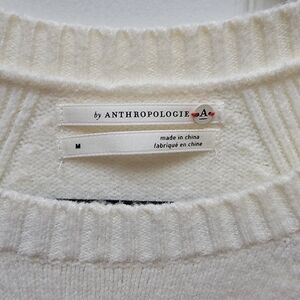 by ANTHROPOLOGIE A
M
made in china
fabriqué en chine